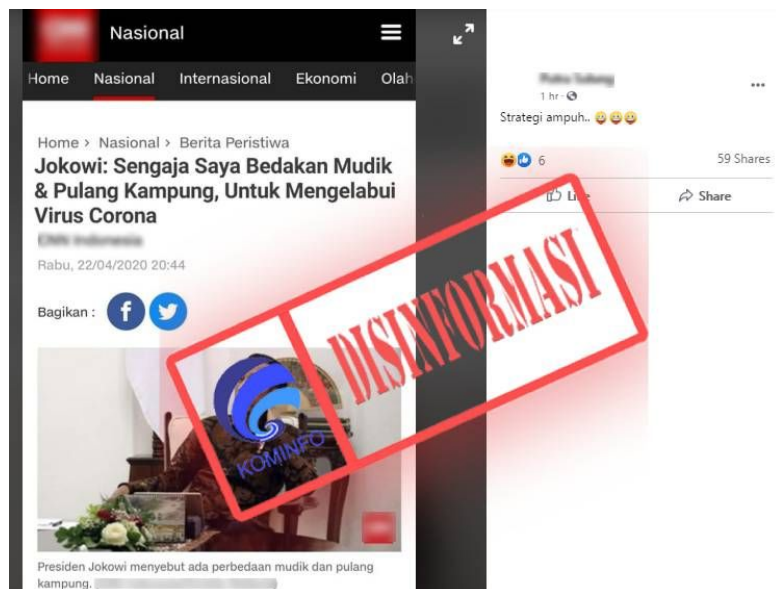 Nasional
Home Nasional Internasional Ekonomi Olah
Home > Nasional > Berita Peristiwa
Jokowi: Sengaja Saya Bedakan Mudik
& Pulang Kampung, Untuk Mengelabui
Virus Corona
CNN Indonesia
Rabu, 22/04/2020 20:44
Bagikan :
Presiden Jokowi menyebut ada perbedaan mudik dan pulang
kampung.
1 hr
Strategi ampuh.. 😜😜😜
6 59 Shares
Like Share
DISINFORMASI
KOMINFO